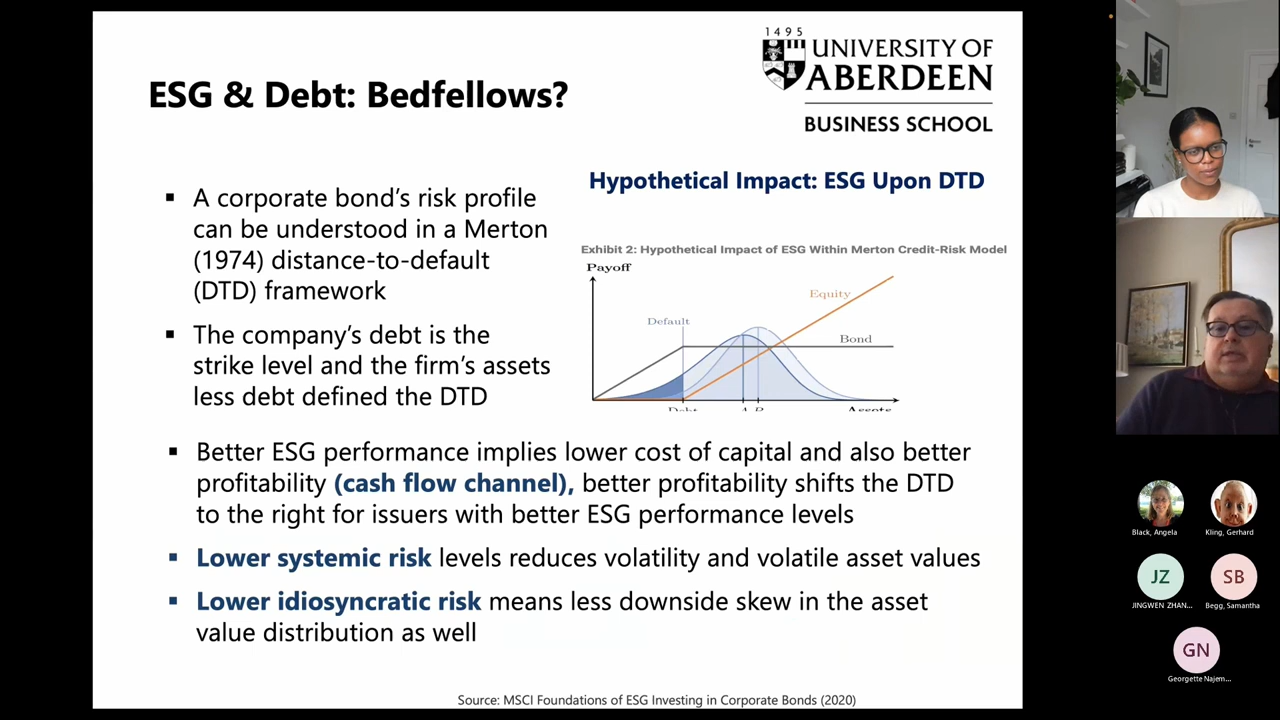 ESG & Debt: Bedfellows?
1495
UNIVERSITY OF
ABERDEEN
BUSINESS SCHOOL
▪ A corporate bond's risk profile
can be understood in a Merton
(1974) distance-to-default
(DTD) framework
▪ The company's debt is the
strike level and the firm's assets
less debt defined the DTD
Hypothetical Impact: ESG Upon DTD
Exhibit 2: Hypothetical Impact of ESG Within Merton Credit-Risk Model
Payoff
Equity
Default
Bond
Debt
Assets
▪ Better ESG performance implies lower cost of capital and also better
profitability (cash flow channel), better profitability shifts the DTD
to the right for issuers with better ESG performance levels
▪ Lower systemic risk levels reduces volatility and volatile asset values
▪ Lower idiosyncratic risk means less downside skew in the asset
value distribution as well
Source: MSCI Foundations of ESG Investing in Corporate Bonds (2020)
Black, Angela
Kling, Gerhard
JZ
SB
JINGWEN ZHAN...
Begg, Samantha
GN
Georgette Najem...